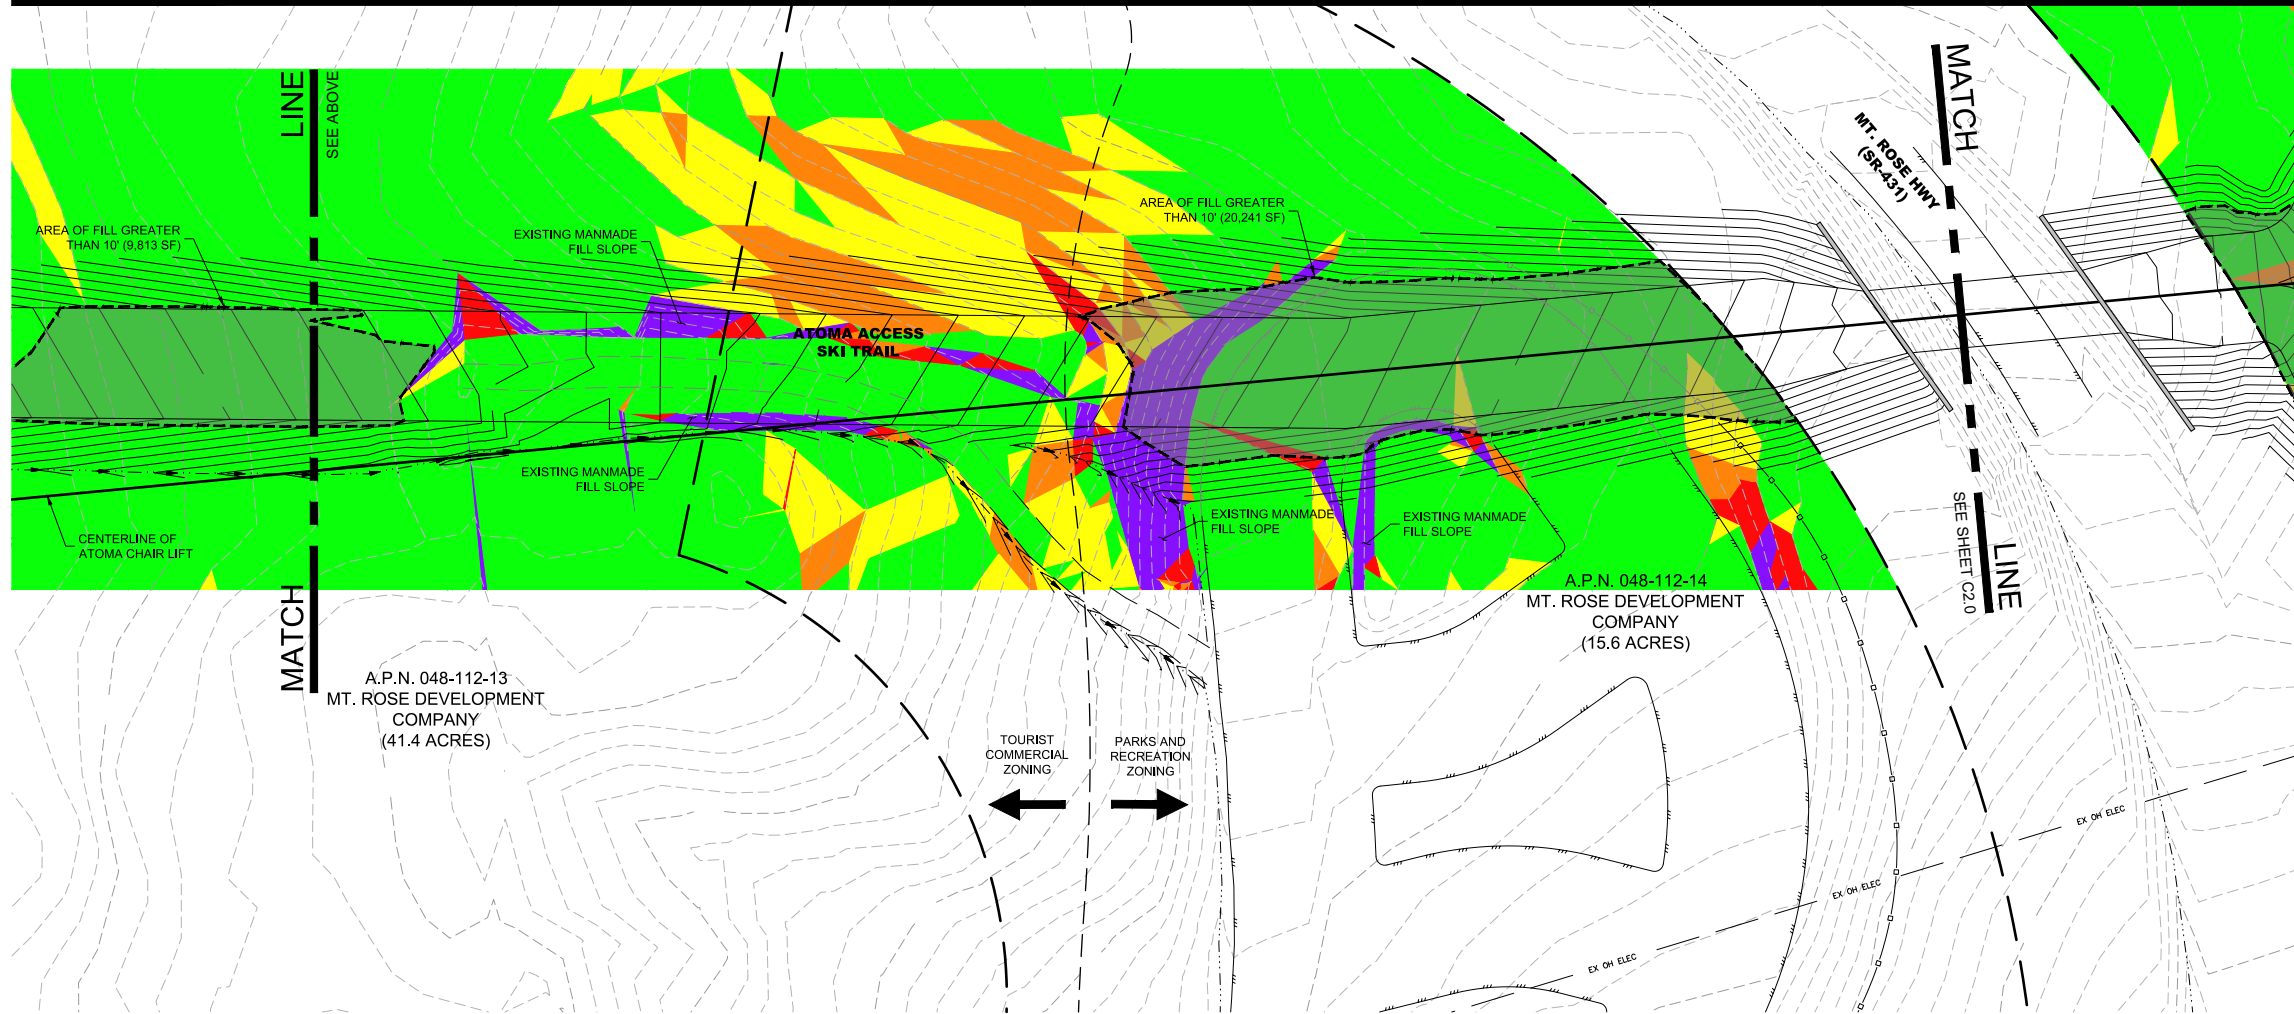 LINE
SEE ABOVE
MATCH
MT. ROSE HWY
(SR-431)
AREA OF FILL GREATER
THAN 10' (9,813 SF)
EXISTING MANMADE
FILL SLOPE
AREA OF FILL GREATER
THAN 10' (20,241 SF)
ATOMA ACCESS
SKI TRAIL
EXISTING MANMADE
FILL SLOPE
CENTERLINE OF
ATOMA CHAIR LIFT
EXISTING MANMADE
FILL SLOPE
EXISTING MANMADE
FILL SLOPE
SEE SHEET C2.0
LINE
MATCH
A.P.N. 048-112-14
MT. ROSE DEVELOPMENT
COMPANY
(15.6 ACRES)
A.P.N. 048-112-13
MT. ROSE DEVELOPMENT
COMPANY
(41.4 ACRES)
TOURIST
COMMERCIAL
ZONING
PARKS AND
RECREATION
ZONING
EX OH ELEC
EX OH ELEC
EX OH ELEC